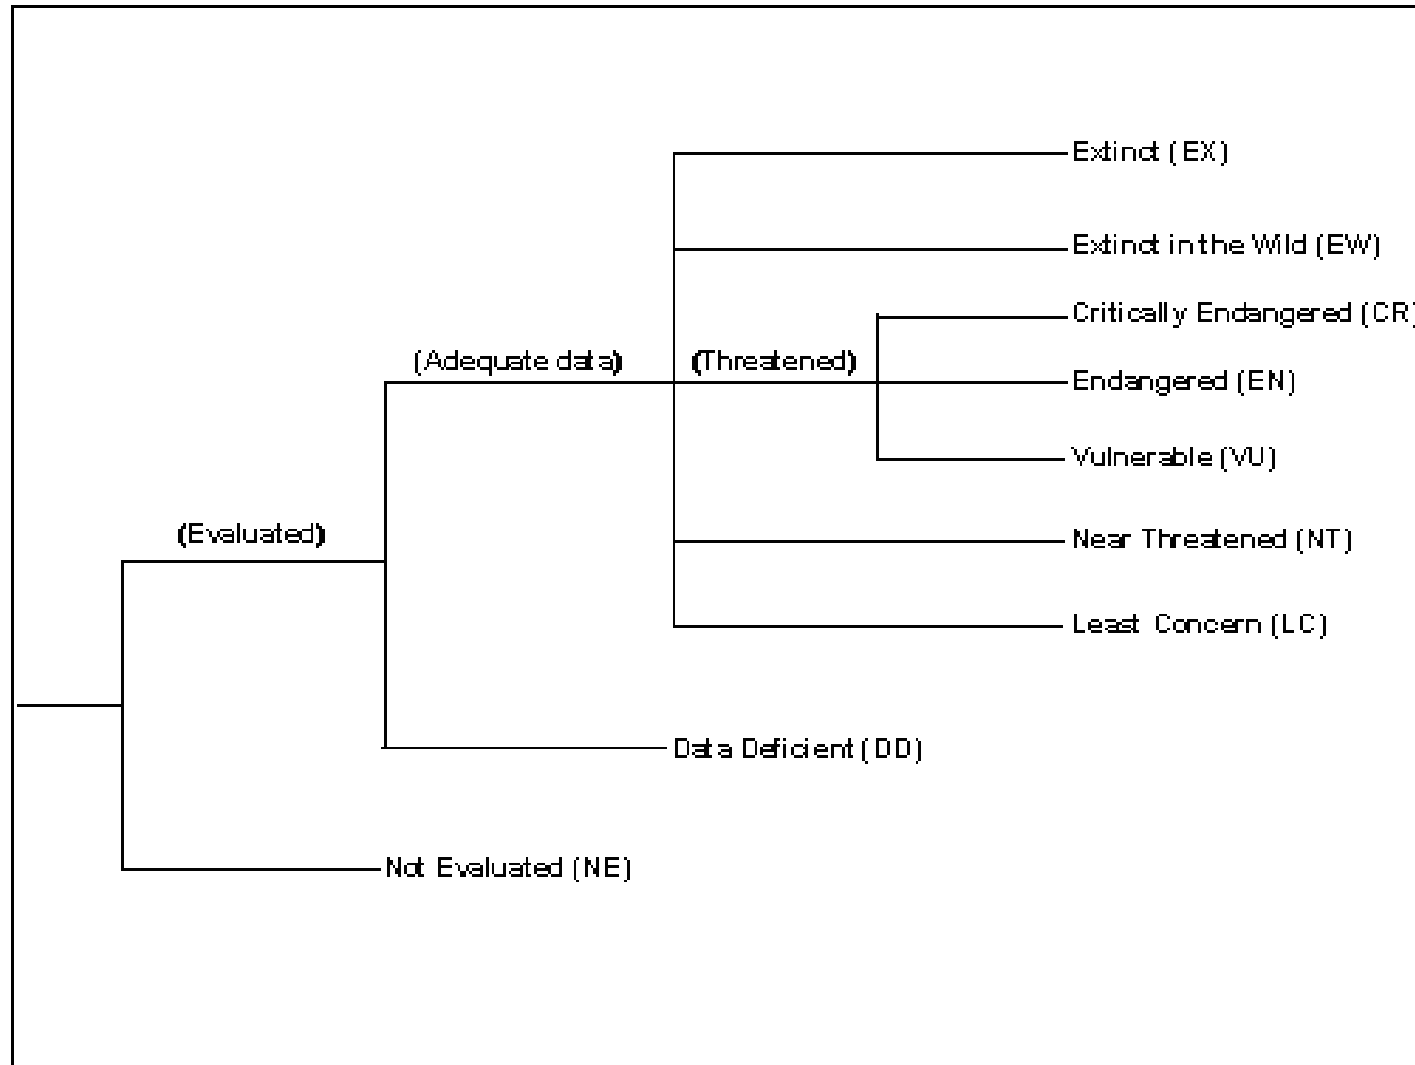 Extinct (EX)
Extinct in the Wild (EW)
Critically Endangered (CR)
(Adequate data)
(Threatened)
Endangered (EN)
Vulnerable (VU)
(Evaluated)
Near Threatened (NT)
Least Concern (LC)
Data Deficient (DD)
Not Evaluated (NE)